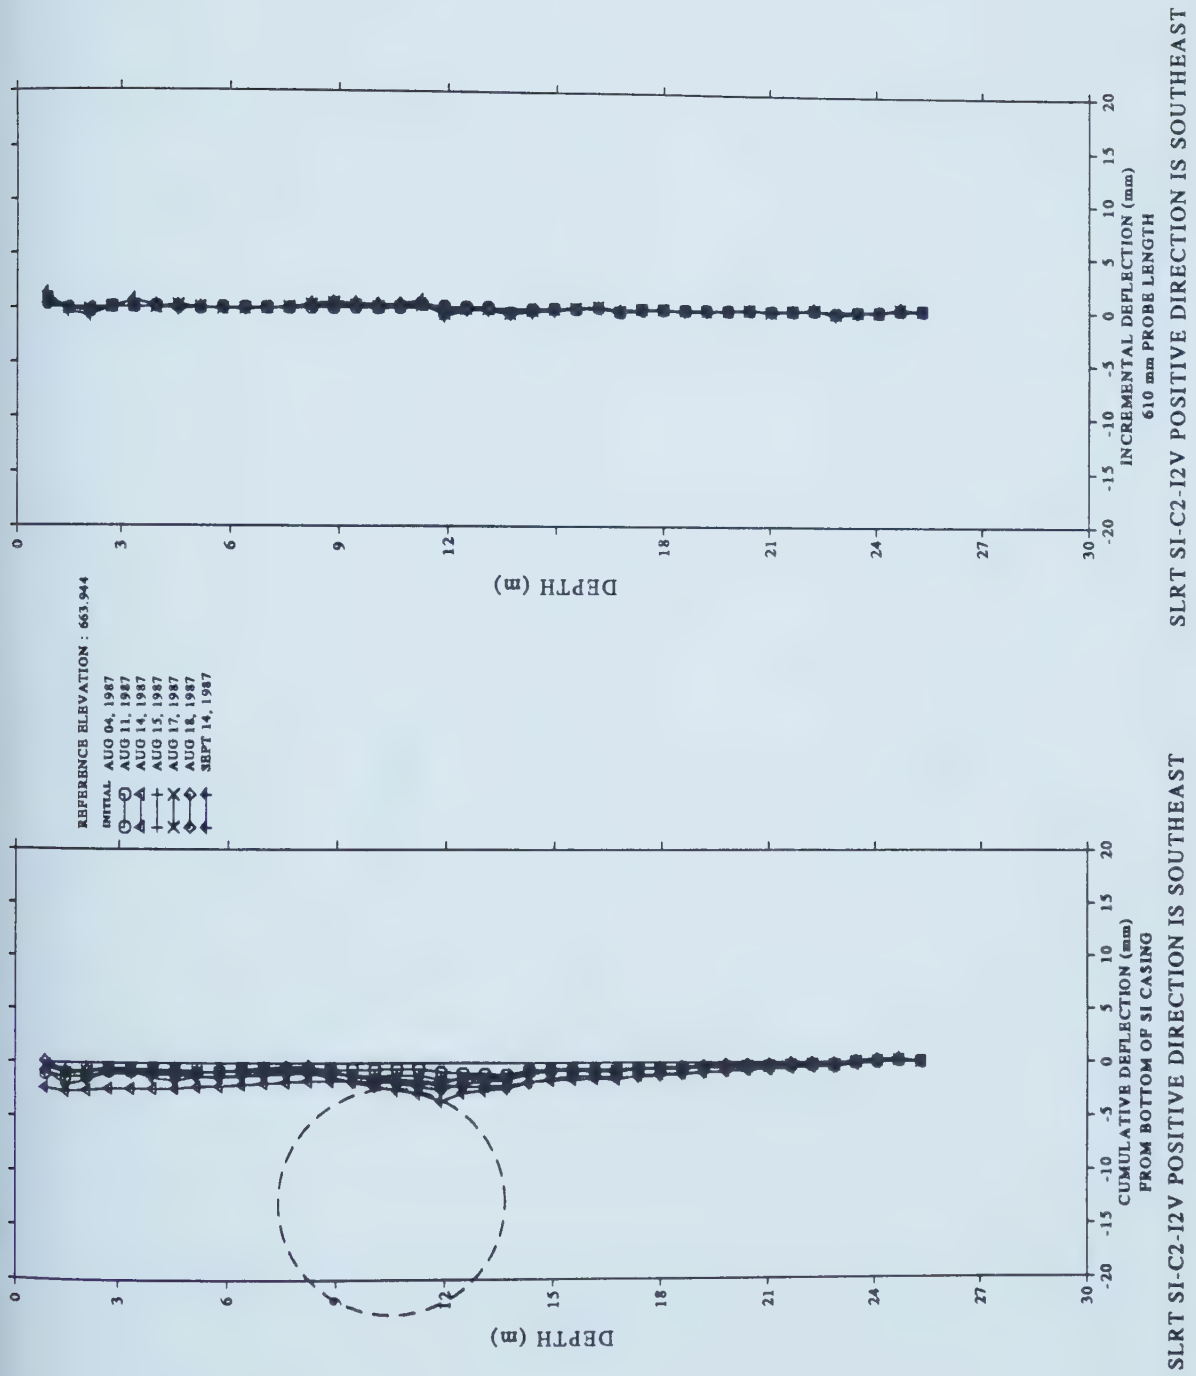 REFERENCE ELEVATION : 663.944
INITIAL AUG 04, 1987
AUG 11, 1987
AUG 14, 1987
AUG 15, 1987
AUG 17, 1987
AUG 18, 1987
SEPT 14, 1987
0
3
6
9
12
15
18
21
24
27
30
DEPTH (m)
-20
-15
-10
-5
0
5
10
15
20
CUMULATIVE DEFLECTION (mm)
FROM BOTTOM OF SI CASING
SLRT SI-C2-I2V POSITIVE DIRECTION IS SOUTHEAST
0
3
6
9
12
15
18
21
24
27
30
DEPTH (m)
-20
-15
-10
-5
0
5
10
15
20
INCREMENTAL DEFLECTION (mm)
610 mm PROBE LENGTH
SLRT SI-C2-I2V POSITIVE DIRECTION IS SOUTHEAST